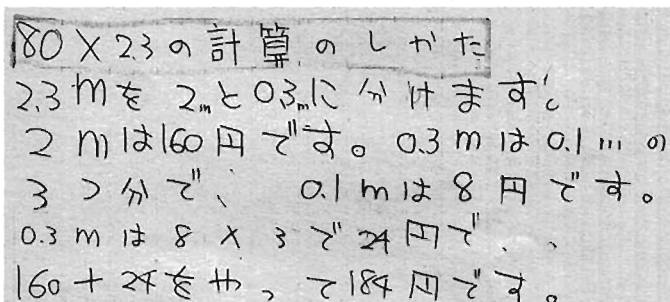 80×2.3の計算のしかた
2.3mを2mと0.3mに分けます。
2mは160円です。0.3mは0.1mの
3つ分で、0.1mは8円です。
0.3mは8×3で24円で、、
160+24をやって184円です。